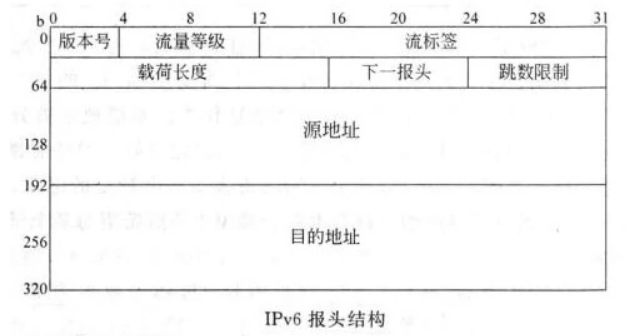 b 0 4 8 12 16 20 24 28 31
0 版本号 流量等级 流标签
载荷长度 下一报头 跳数限制
64
源地址
128
192
目的地址
256
320
IPv6 报头结构